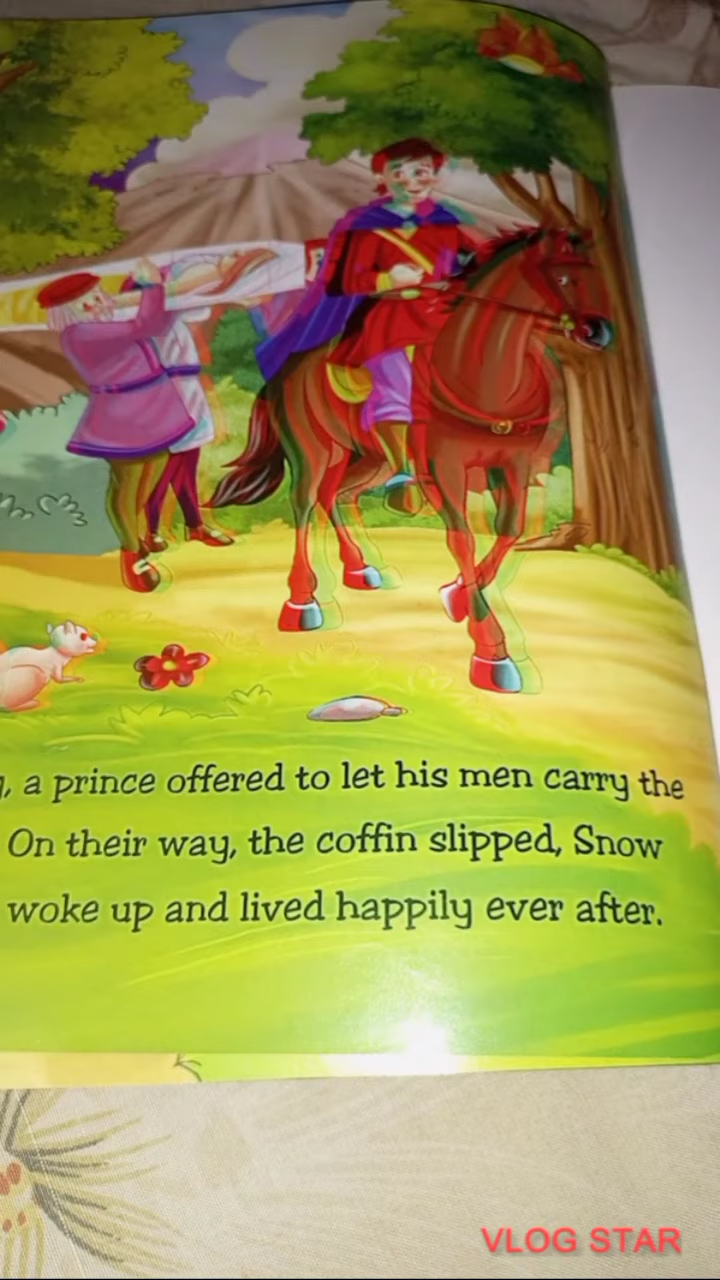 , a prince offered to let his men carry the
On their way, the coffin slipped, Snow
woke up and lived happily ever after.
VLOG STAR